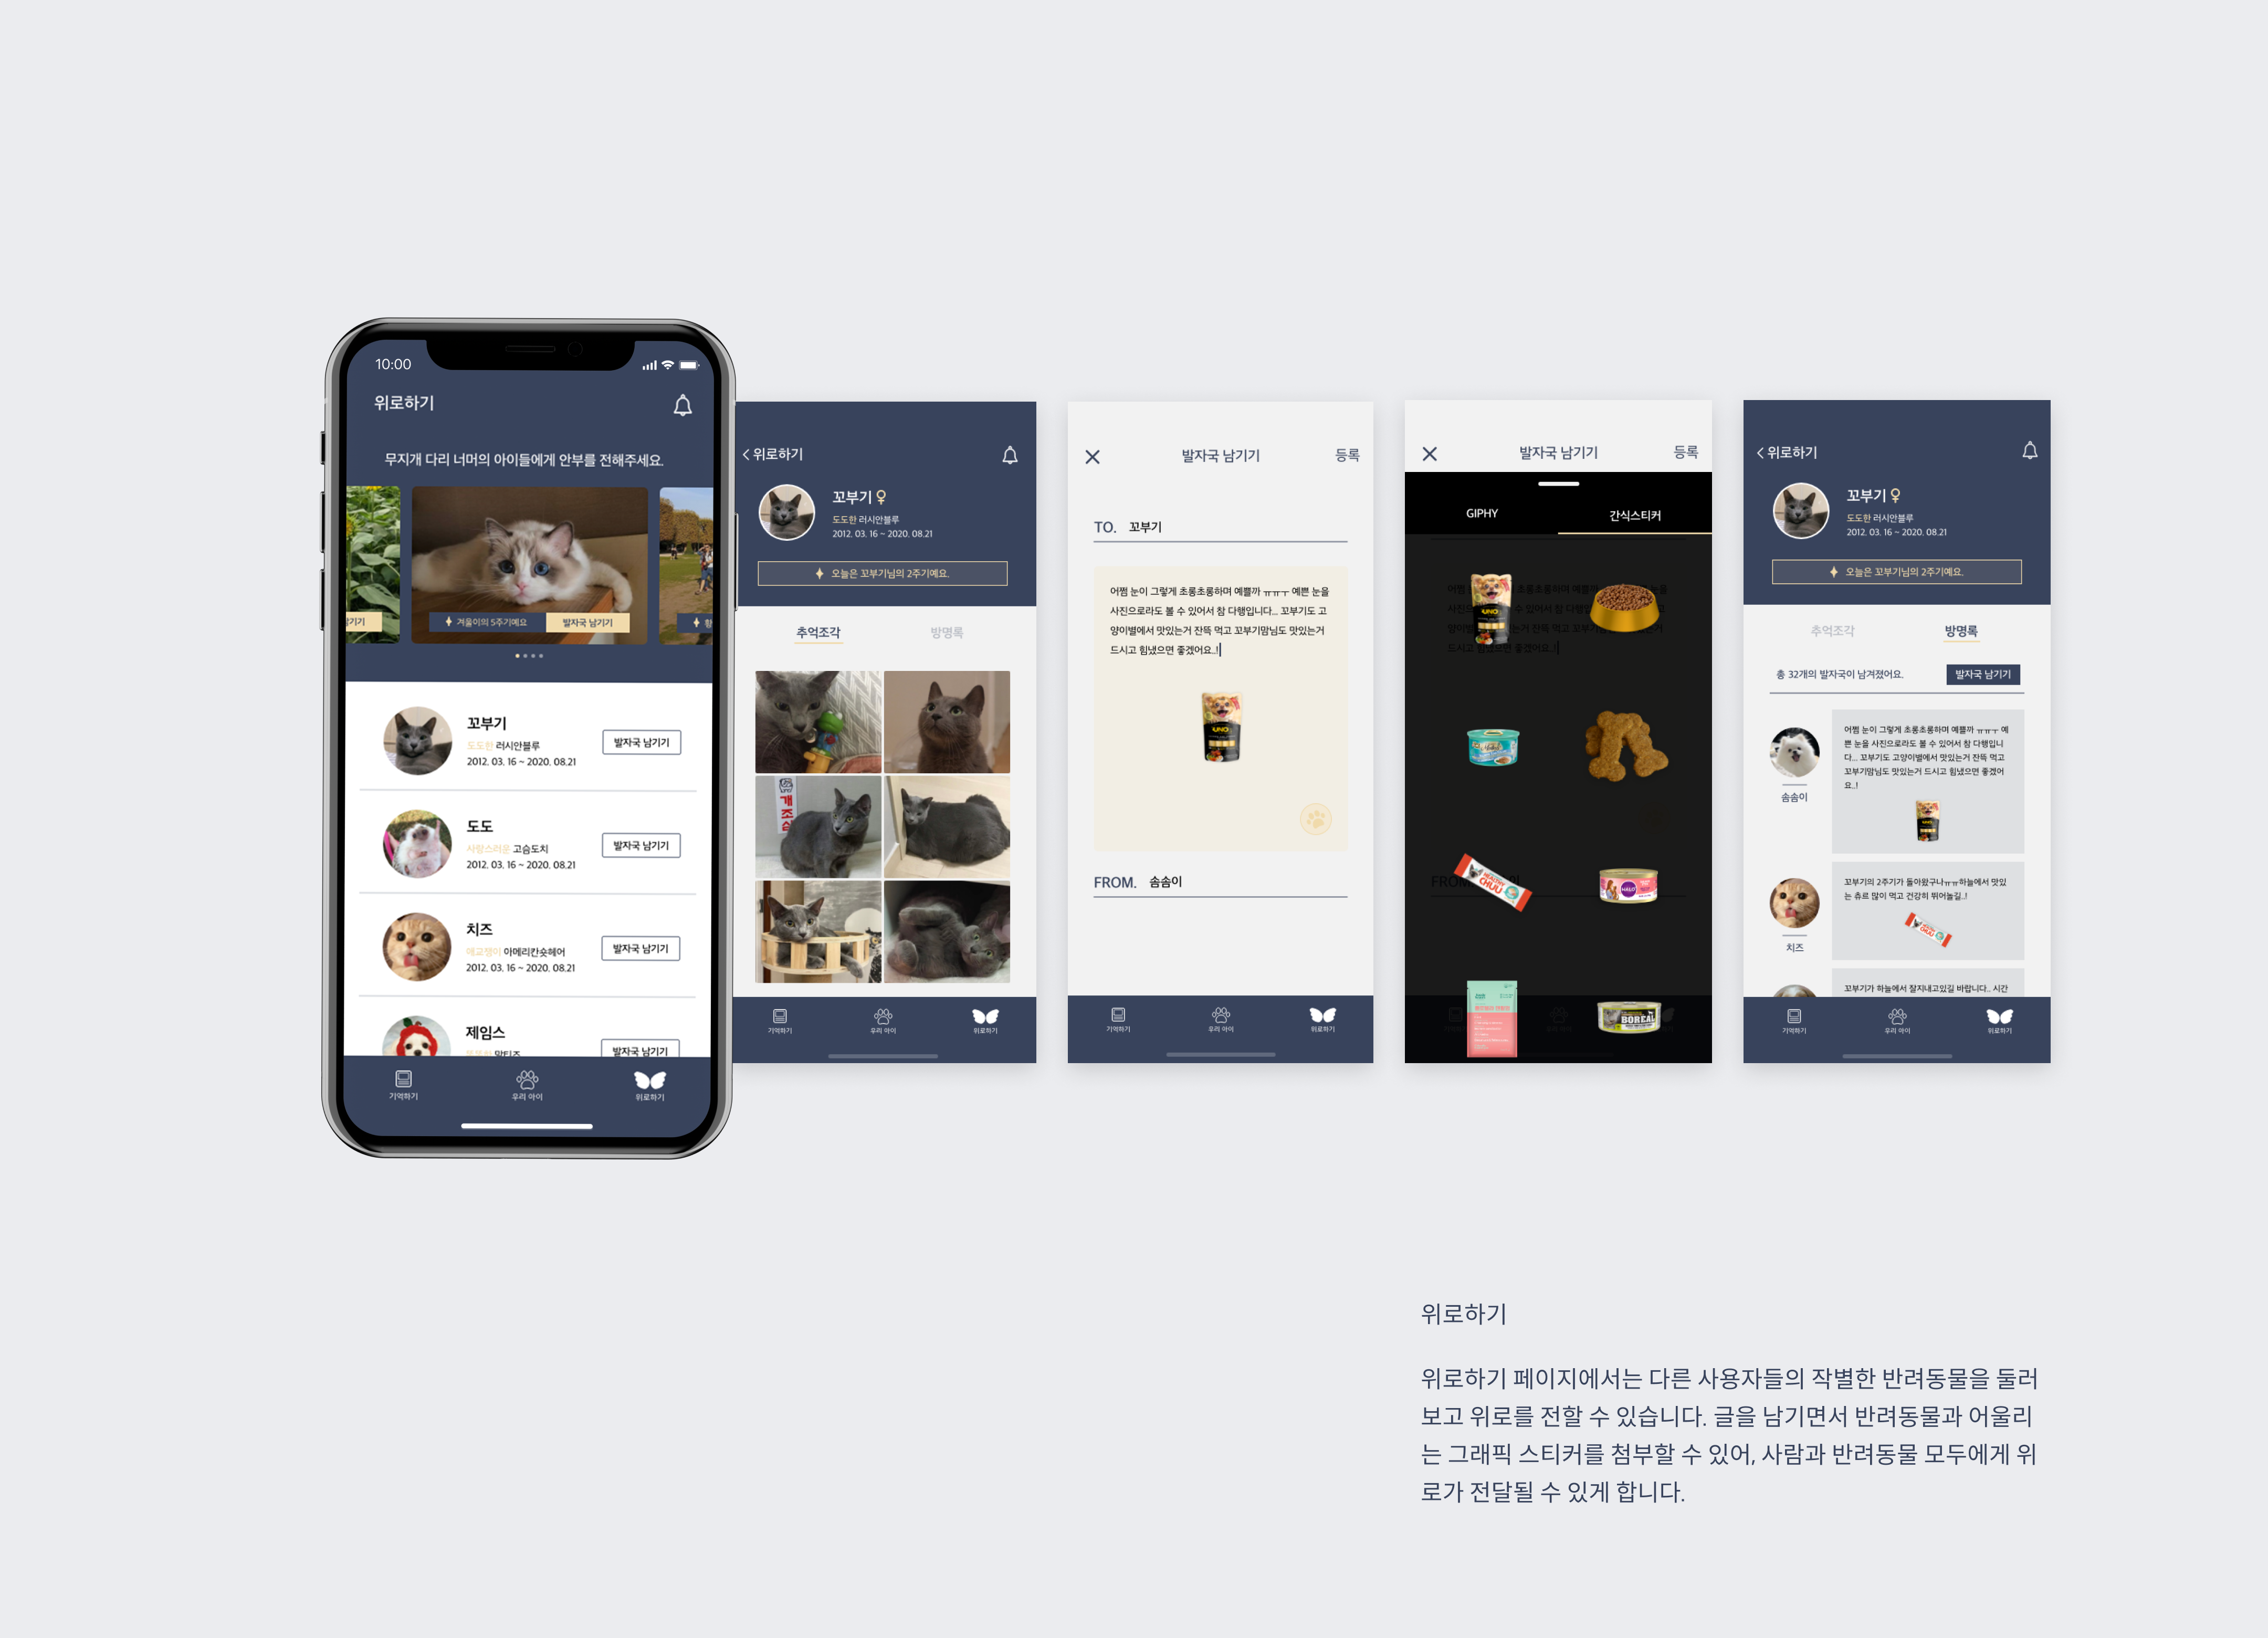 10:00
위로하기
무지개 다리 너머의 아이들에게 안부를 전해주세요.
남기기
겨울이의 5주기예요
발자국 남기기
꼬부기
도도한 러시안블루
2012. 03. 16 ~ 2020. 08.21
발자국 남기기
도도
사랑스러운 고슴도치
2012. 03. 16 ~ 2020. 08.21
발자국 남기기
치즈
애교쟁이 아메리칸숏헤어
2012. 03. 16 ~ 2020. 08.21
발자국 남기기
제임스
말티즈
발자국 남기기
기억하기
우리 아이
위로하기
위로하기
꼬부기
도도한 러시안블루
2012. 03. 16 ~ 2020. 08.21
오늘은 꼬부기님의 2주기예요.
추억조각
방명록
개조심
기억하기
우리 아이
위로하기
발자국 남기기
등록
TO. 꼬부기
어쩜 눈이 그렇게 초롱초롱하며 예쁠까 ㅠㅠㅜ 예쁜 눈을
사진으로라도 볼 수 있어서 참 다행입니다... 꼬부기도 고
양이별에서 맛있는거 잔뜩 먹고 꼬부기맘님도 맛있는거
드시고 힘냈으면 좋겠어요..!
UNO
FROM. 솜솜이
기억하기
우리 아이
위로하기
발자국 남기기
등록
GIPHY
간식스티커
UNO
HEALTHY
CHUU
HALO
BOREAL
위로하기
꼬부기
도도한 러시안블루
2012. 03. 16 ~ 2020. 08.21
오늘은 꼬부기님의 2주기예요.
추억조각
방명록
총 32개의 발자국이 남겨졌어요.
발자국 남기기
어쩜 눈이 그렇게 초롱초롱하며 예쁠까 ㅠㅠㅜ 예
쁜 눈을 사진으로라도 볼 수 있어서 참 다행입니
다... 꼬부기도 고양이별에서 맛있는거 잔뜩 먹고
꼬부기맘님도 맛있는거 드시고 힘냈으면 좋겠어
요..!
솜솜이
꼬부기의 2주기가 돌아왔구나ㅠㅠ하늘에서 맛있
는 츄르 많이 먹고 건강히 뛰어놀길..!
치즈
꼬부기가 하늘에서 잘지내고있길 바랍니다.. 시간
기억하기
우리 아이
위로하기
위로하기
위로하기 페이지에서는 다른 사용자들의 작별한 반려동물을 둘러
보고 위로를 전할 수 있습니다. 글을 남기면서 반려동물과 어울리
는 그래픽 스티커를 첨부할 수 있어, 사람과 반려동물 모두에게 위
로가 전달될 수 있게 합니다.